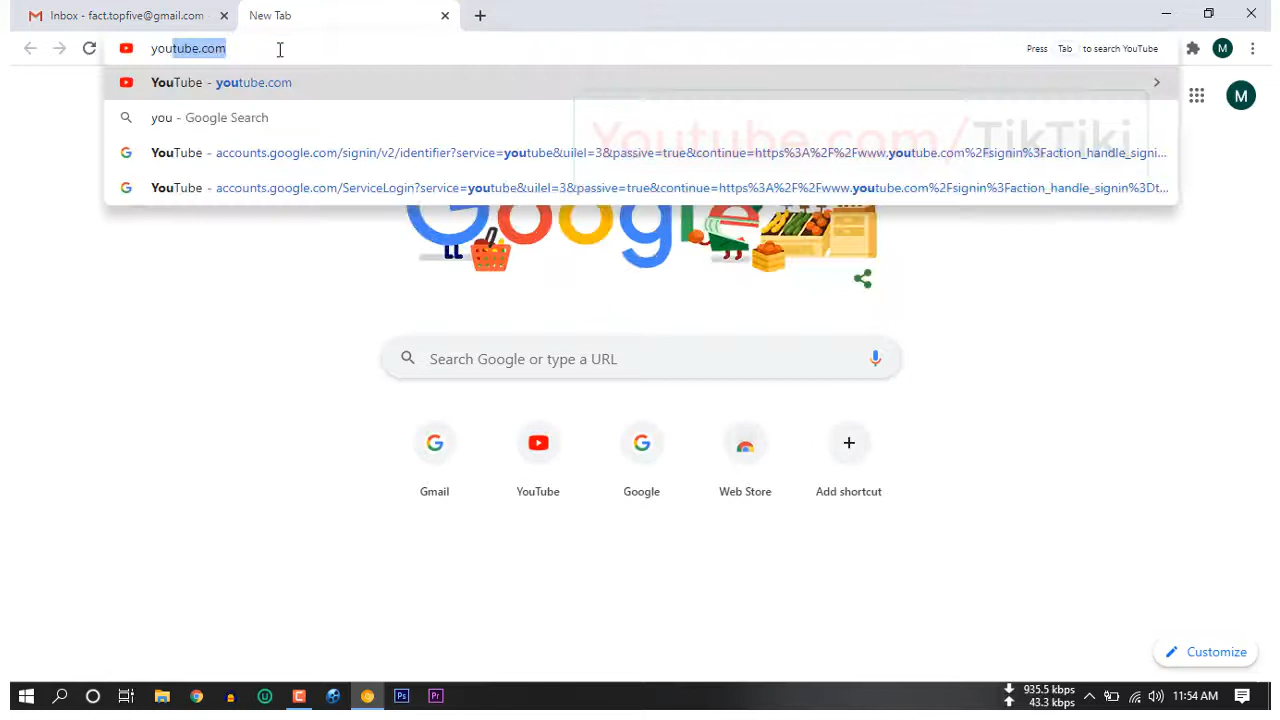 Inbox - fact.topfive@gmail.com
New Tab
youtube.com
Press Tab to search YouTube
M
YouTube - youtube.com
you - Google Search
Youtube.com/TikTiki
YouTube - accounts.google.com/signin/v2/identifier?service=youtube&uilel=3&passive=true&continue=https%3A%2F%2Fwww.youtube.com%2Fsignin%3Faction_handle_signi...
YouTube - accounts.google.com/ServiceLogin?service=youtube&uilel=3&passive=true&continue=https%3A%2F%2Fwww.youtube.com%2Fsignin%3Faction_handle_signin%3Dt...
M
Google
Search Google or type a URL
Gmail
YouTube
Google
Web Store
Add shortcut
Customize
Ps
Pr
935.5 kbps
43.3 kbps
11:54 AM